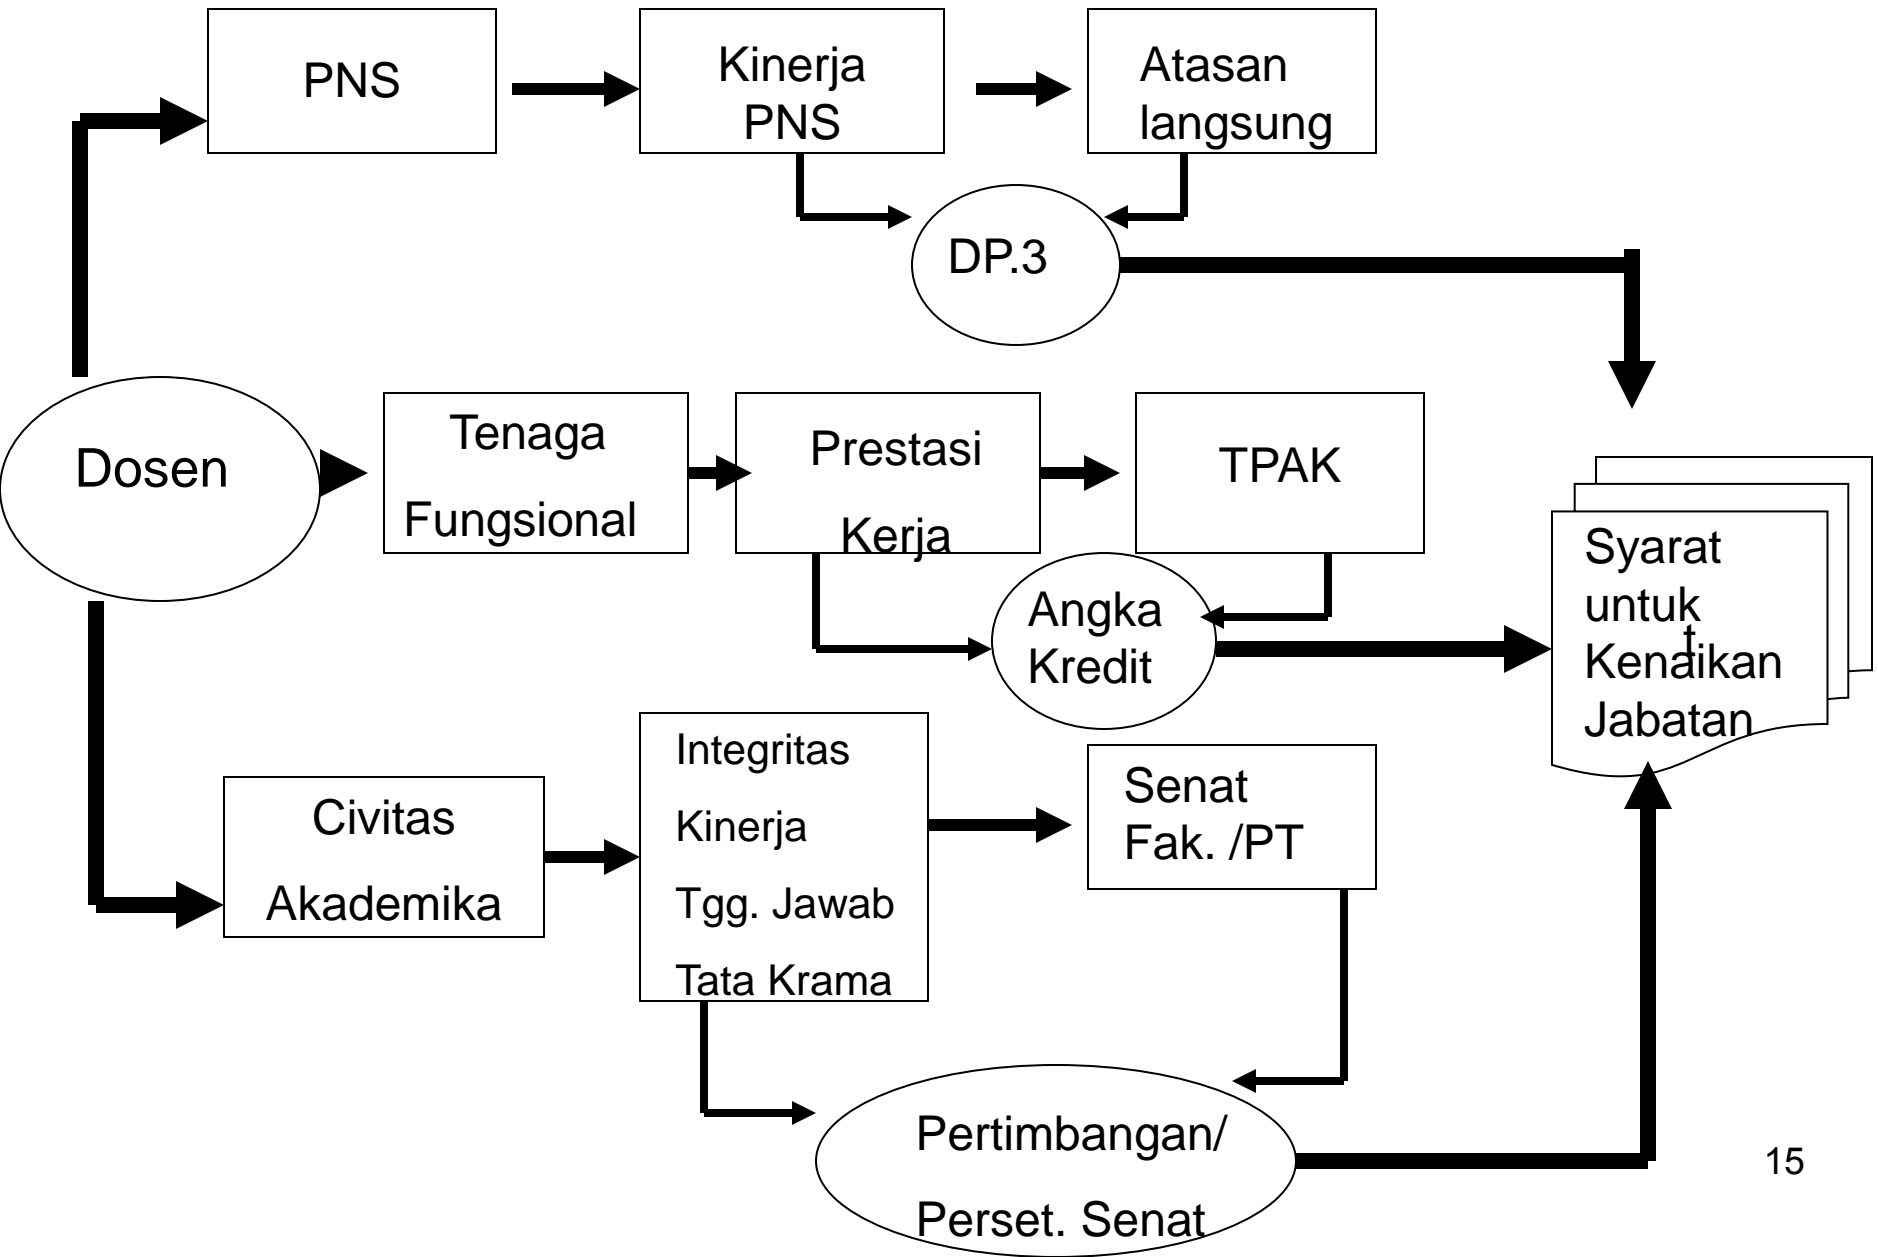 PNS
Kinerja
PNS
Atasan
langsung
DP.3
Dosen
Tenaga
Fungsional
Prestasi
Kerja
TPAK
Angka
Kredit
Syarat
untuk
t
Kenaikan
Jabatan
Civitas
Akademika
Integritas
Kinerja
Tgg. Jawab
Tata Krama
Senat
Fak. /PT
Pertimbangan/
Perset. Senat
15